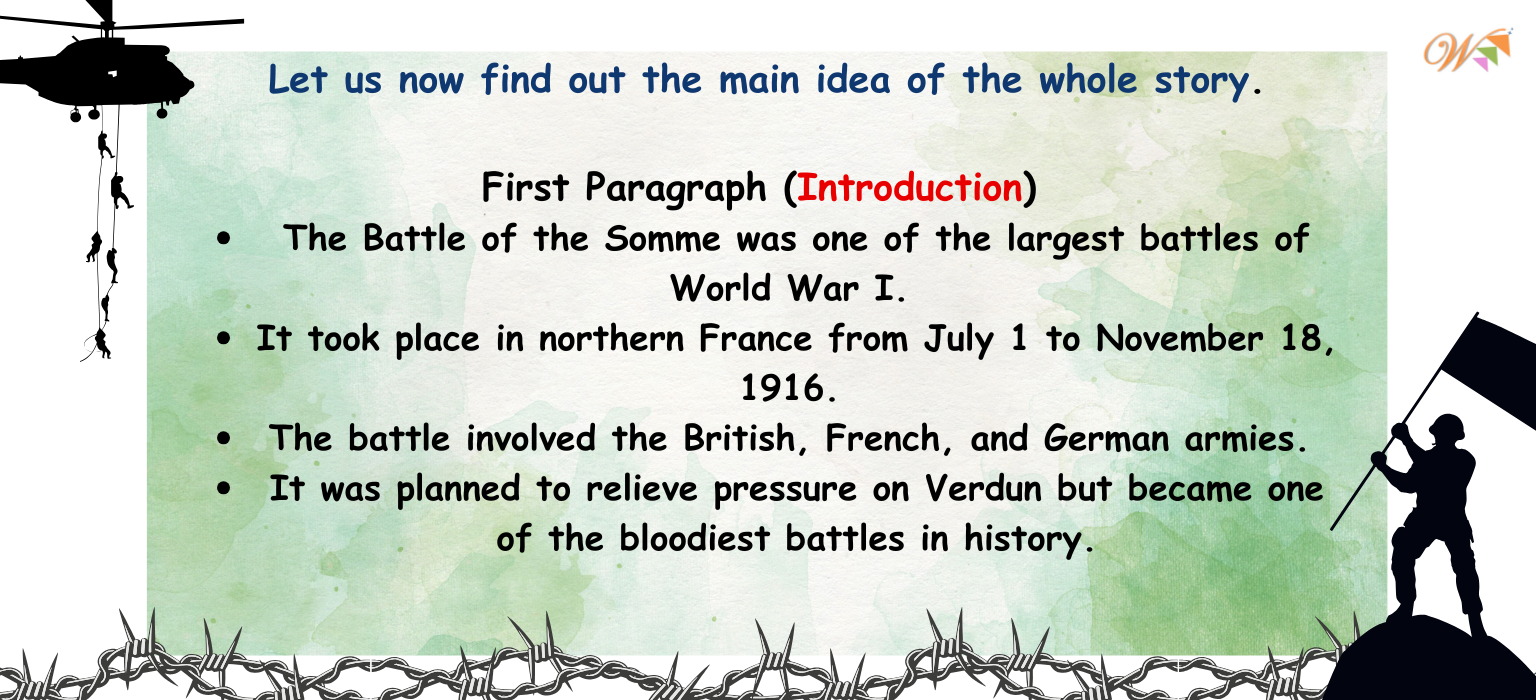 W
Let us now find out the main idea of the whole story.
First Paragraph (Introduction)
• The Battle of the Somme was one of the largest battles of
World War I.
• It took place in northern France from July 1 to November 18,
1916.
• The battle involved the British, French, and German armies.
• It was planned to relieve pressure on Verdun but became one
of the bloodiest battles in history.